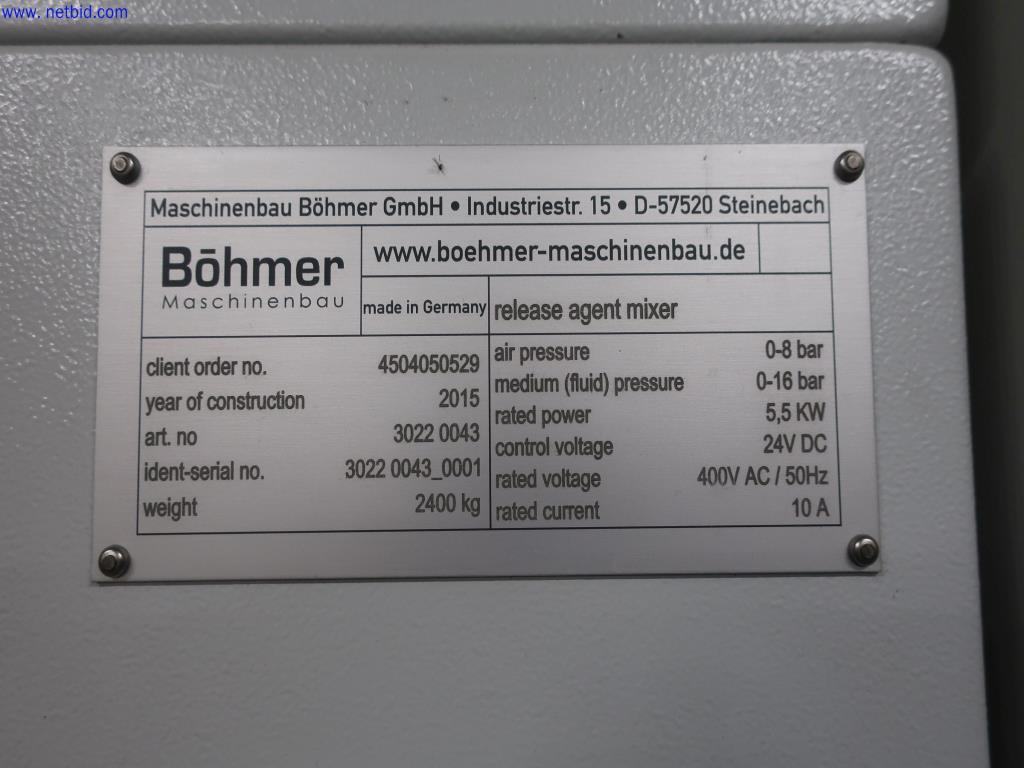 www.netbid.com
Maschinenbau Böhmer GmbH • Industriestr. 15 • D-57520 Steinebach
Böhmer
Maschinenbau
www.boehmer-maschinenbau.de
made in Germany
release agent mixer
client order no. 4504050529
year of construction 2015
art. no 3022 0043
ident-serial no. 3022 0043_0001
weight 2400 kg
air pressure 0-8 bar
medium (fluid) pressure 0-16 bar
rated power 5,5 KW
control voltage 24V DC
rated voltage 400V AC / 50Hz
rated current 10 A